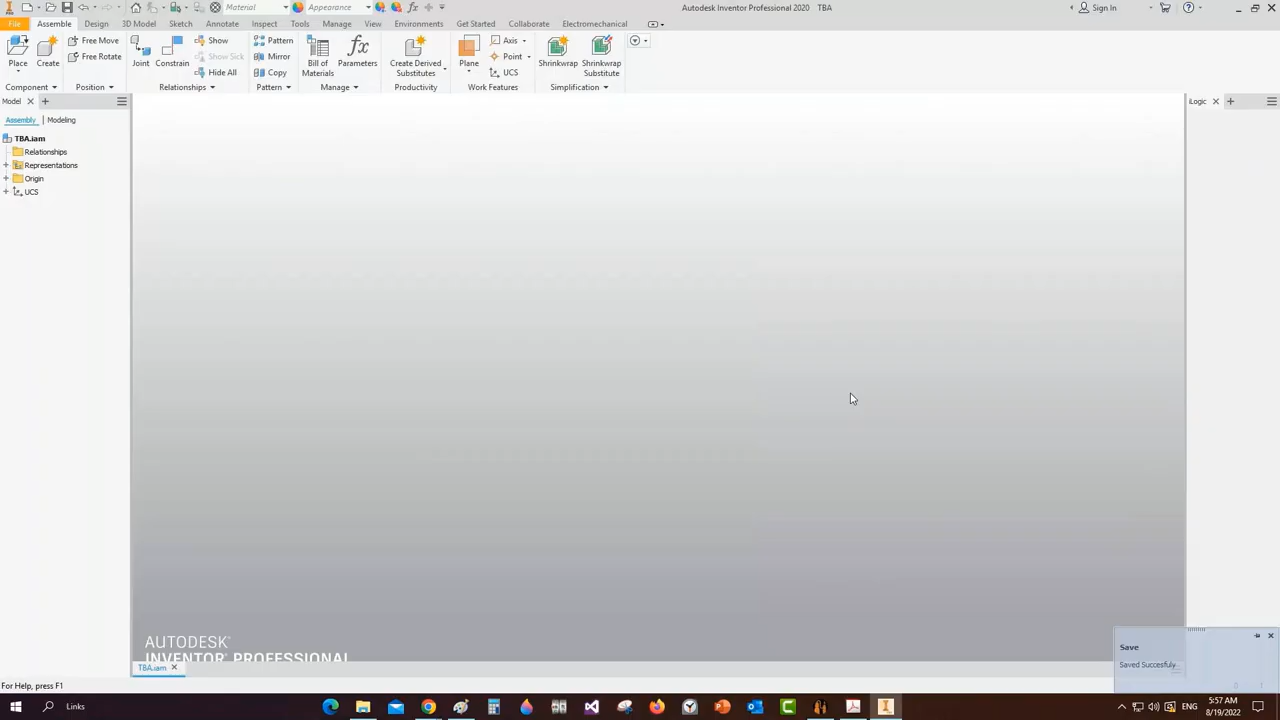 Material
Appearance
Autodesk Inventor Professional 2020 TBA
Sign In
File Assemble Design 3D Model Sketch Annotate Inspect Tools Manage View Environments Get Started Collaborate Electromechanical
Place
Create
Free Move
Free Rotate
Joint
Constrain
Show
Show Sick
Hide All
Pattern
Mirror
Copy
Bill of
Materials
Parameters
Create Derived
Substitutes
Plane
Axis
Point
UCS
Shrinkwrap
Shrinkwrap
Substitute
Component Position Relationships Pattern Manage Productivity Work Features Simplification
Model
iLogic
Assembly Modeling
TBA.iam
Relationships
Representations
Origin
UCS
AUTODESK®
INVENTOR® PROFESSIONAL
TBA.iam
Save
Saved Succesfuly...
For Help, press F1
Links
ENG
5:57 AM
8/19/2022